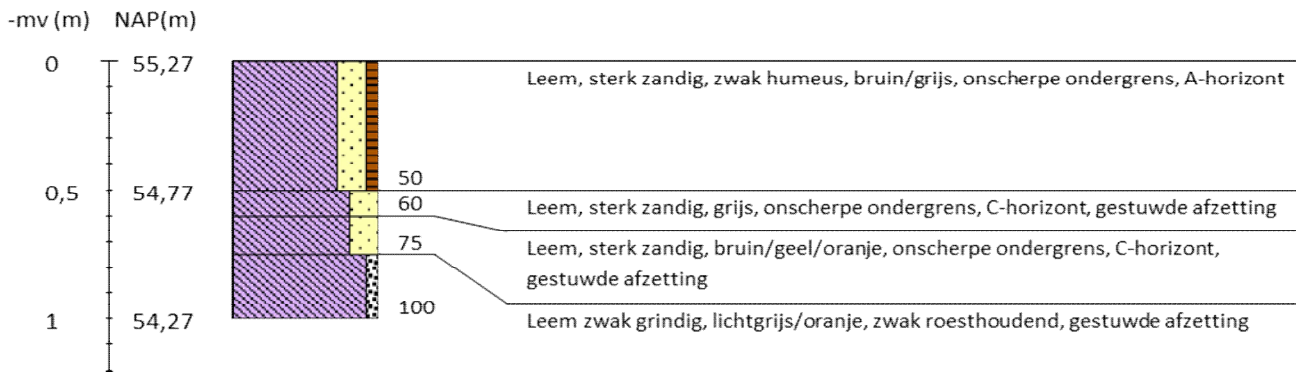 -mv (m) NAP(m)
0 55,27
Leem, sterk zandig, zwak humeus, bruin/grijs, onscherpe ondergrens, A-horizont
50
0,5 54,77
60
Leem, sterk zandig, grijs, onscherpe ondergrens, C-horizont, gestuwde afzetting
75
Leem, sterk zandig, bruin/geel/oranje, onscherpe ondergrens, C-horizont,
gestuwde afzetting
100
1 54,27
Leem zwak grindig, lichtgrijs/oranje, zwak roesthoudend, gestuwde afzetting